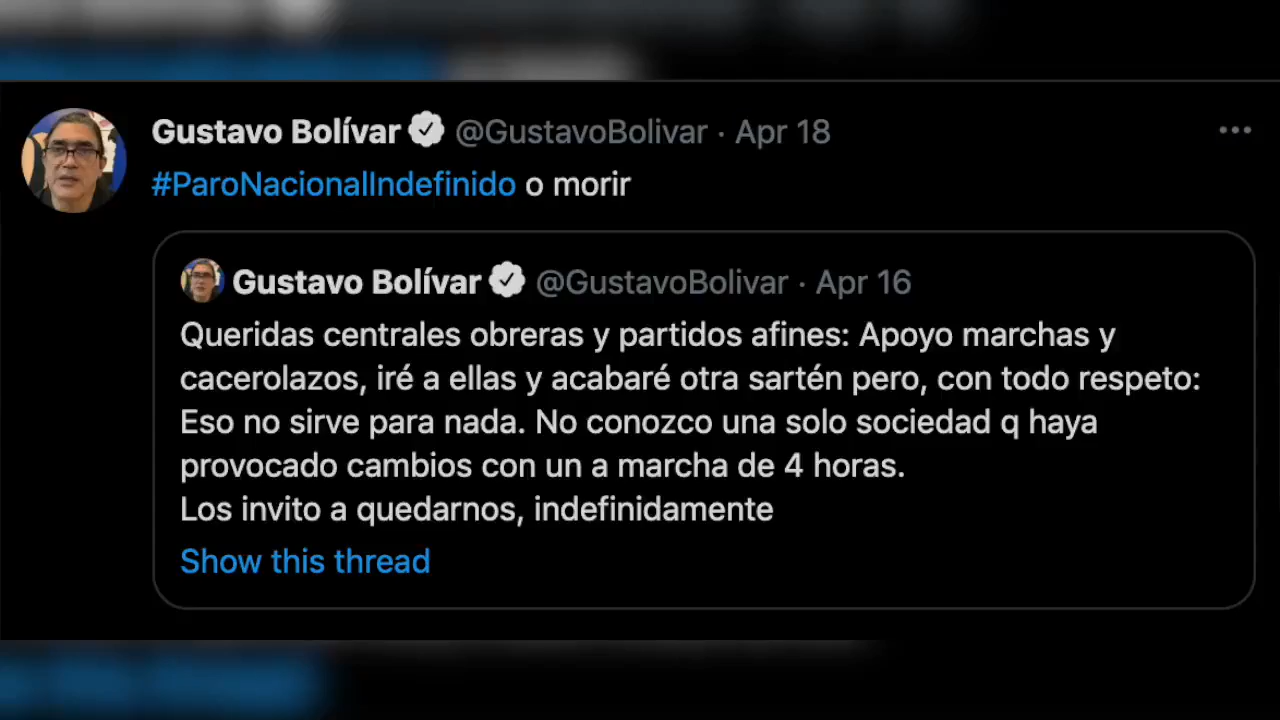 Gustavo Bolívar @GustavoBolivar · Apr 18
#ParoNacionalIndefinido o morir
Gustavo Bolívar @GustavoBolivar · Apr 16
Queridas centrales obreras y partidos afines: Apoyo marchas y
cacerolazos, iré a ellas y acabaré otra sartén pero, con todo respeto:
Eso no sirve para nada. No conozco una solo sociedad q haya
provocado cambios con un a marcha de 4 horas.
Los invito a quedarnos, indefinidamente
Show this thread